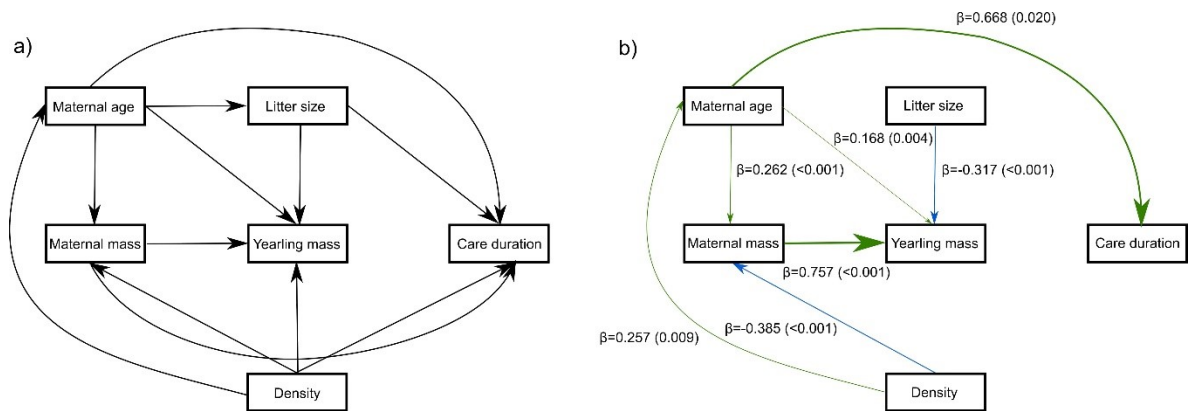 a)
Maternal age
Litter size
Maternal mass
Yearling mass
Care duration
Density
b)
β=0.668 (0.020)
Maternal age
Litter size
β=0.168 (0.004)
β=0.262 (<0.001)
β=-0.317 (<0.001)
Maternal mass
Yearling mass
Care duration
β=0.757 (<0.001)
β=0.257 (0.009)
β=-0.385 (<0.001)
Density